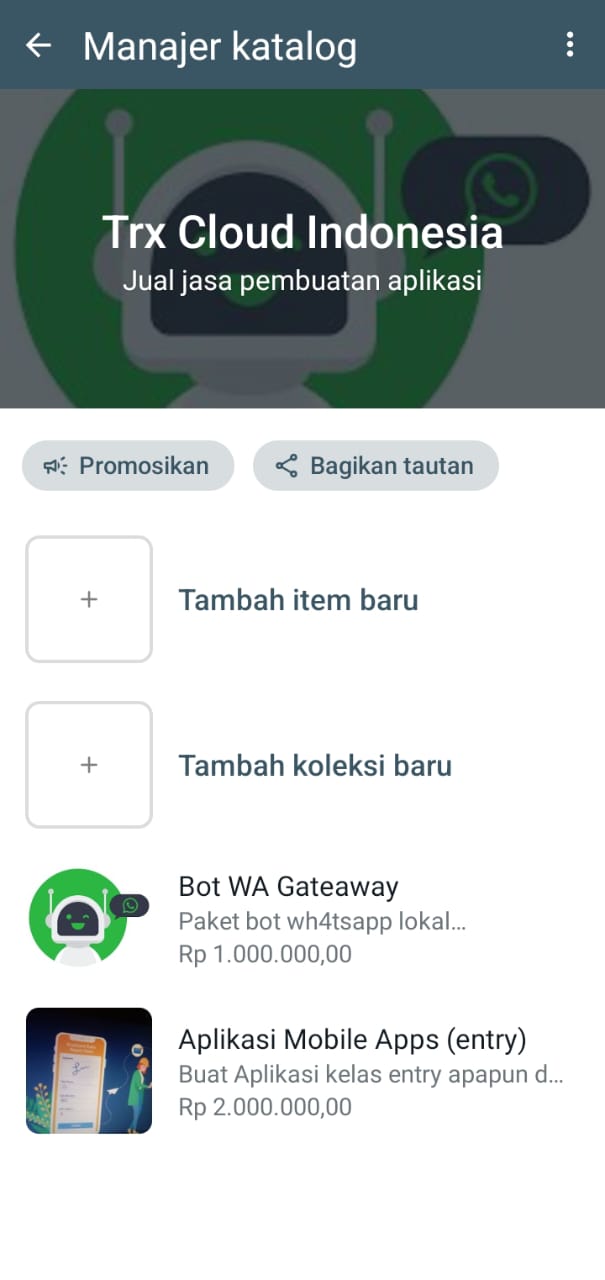 Manajer katalog
Trx Cloud Indonesia
Jual jasa pembuatan aplikasi
Promosikan
Bagikan tautan
+
Tambah item baru
+
Tambah koleksi baru
Bot WA Gateaway
Paket bot wh4tsapp lokal...
Rp 1.000.000,00
Aplikasi Mobile Apps (entry)
Buat Aplikasi kelas entry apapun d...
Rp 2.000.000,00